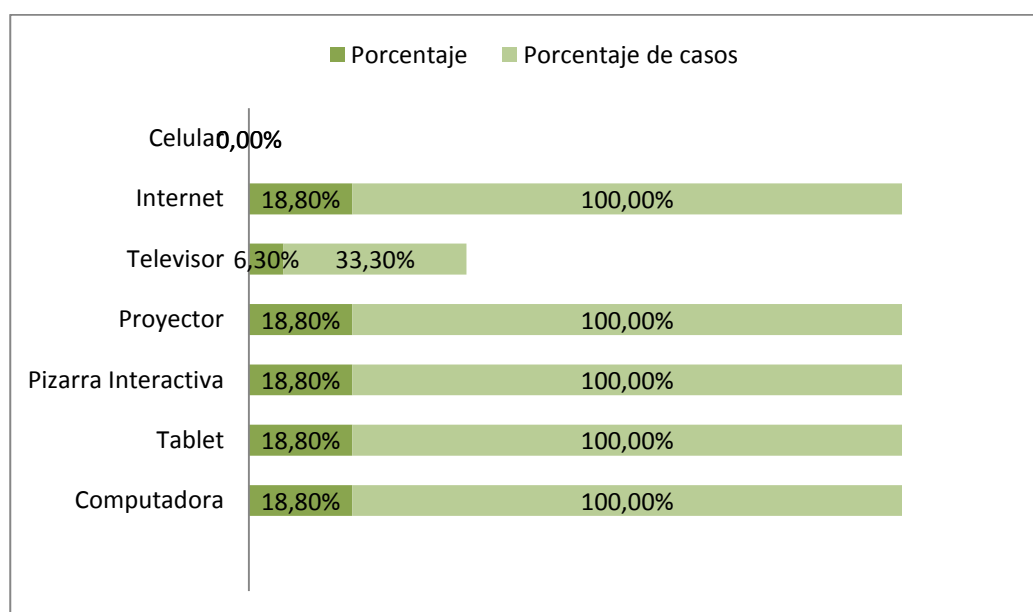 Porcentaje Porcentaje de casos
Celular 0,00%
Internet 18,80% 100,00%
Televisor 6,30% 33,30%
Proyector 18,80% 100,00%
Pizarra Interactiva 18,80% 100,00%
Tablet 18,80% 100,00%
Computadora 18,80% 100,00%